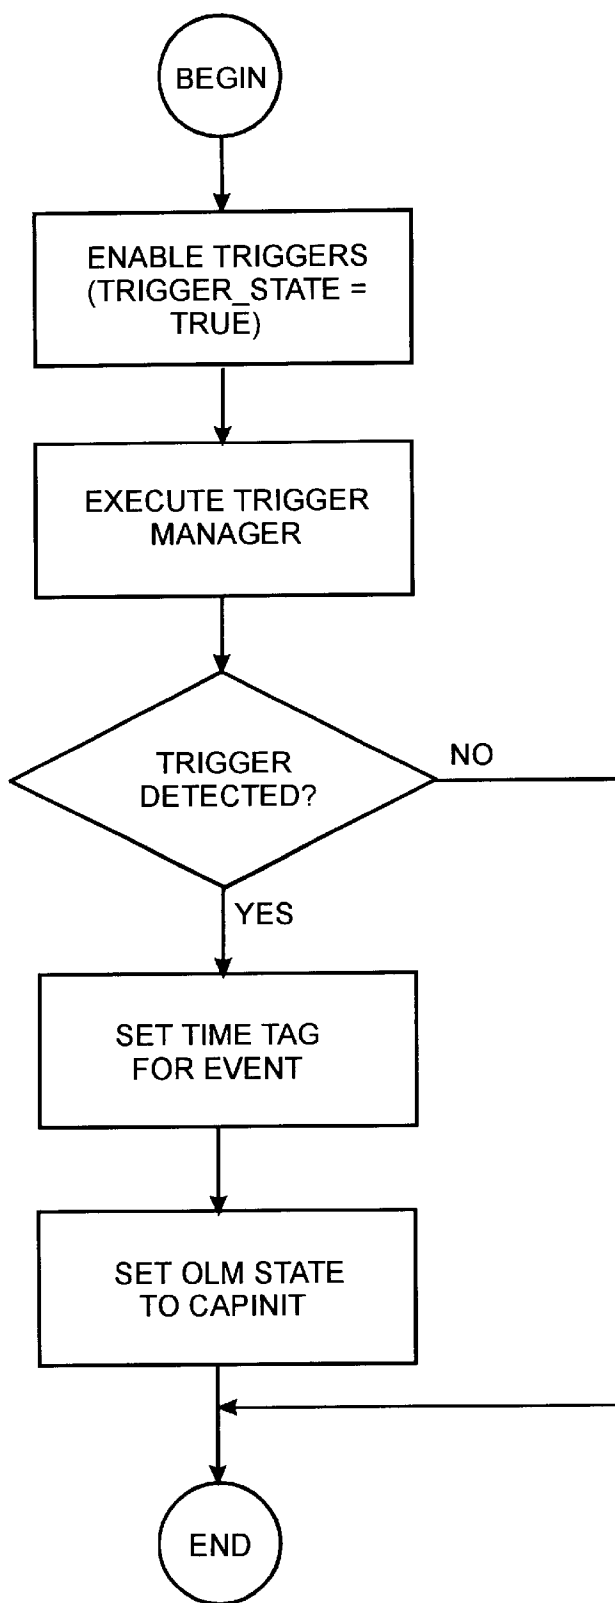 BEGIN
ENABLE TRIGGERS
(TRIGGER_STATE =
TRUE)
EXECUTE TRIGGER
MANAGER
TRIGGER
DETECTED?
NO
YES
SET TIME TAG
FOR EVENT
SET OLM STATE
TO CAPINIT
END